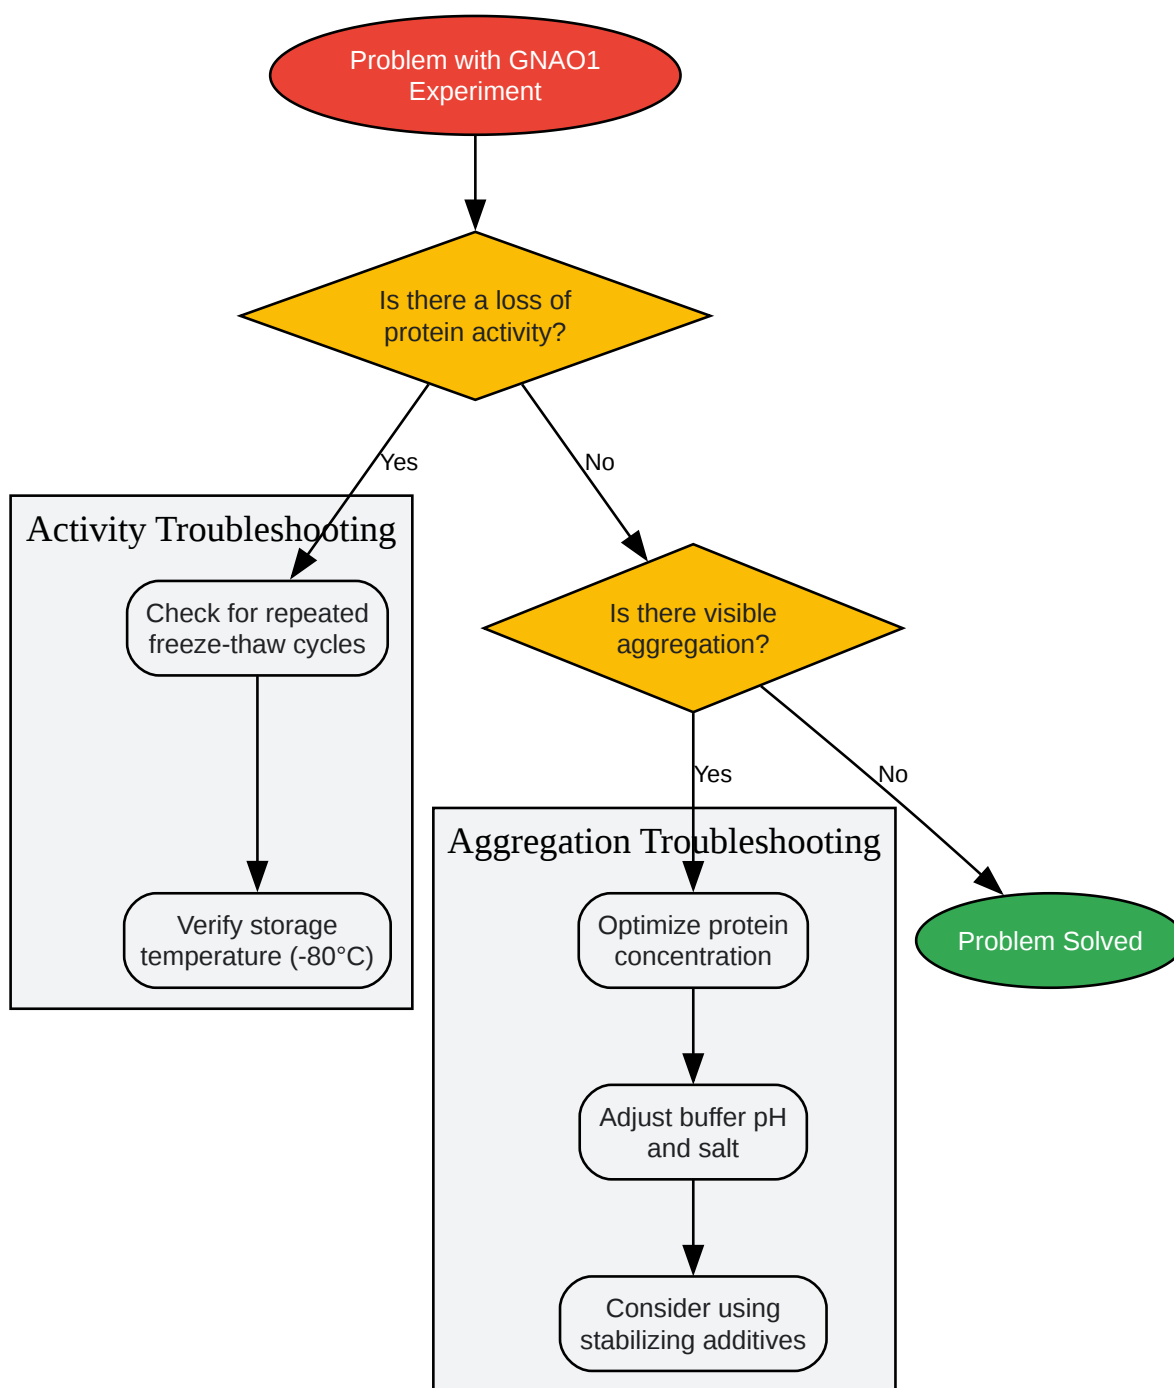 Problem with GNAO1
Experiment
Is there a loss of
protein activity?
Yes
No
Activity Troubleshooting
Check for repeated
freeze-thaw cycles
Is there visible
aggregation?
Yes
No
Aggregation Troubleshooting
Verify storage
temperature (-80°C)
Optimize protein
concentration
Problem Solved
Adjust buffer pH
and salt
Consider using
stabilizing additives